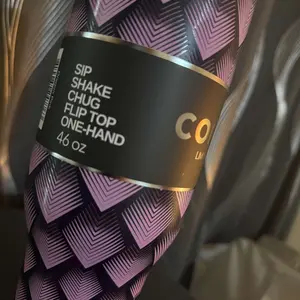 SIP
SHAKE
CHUG
FLIP TOP
ONE-HAND
46 oz
CO